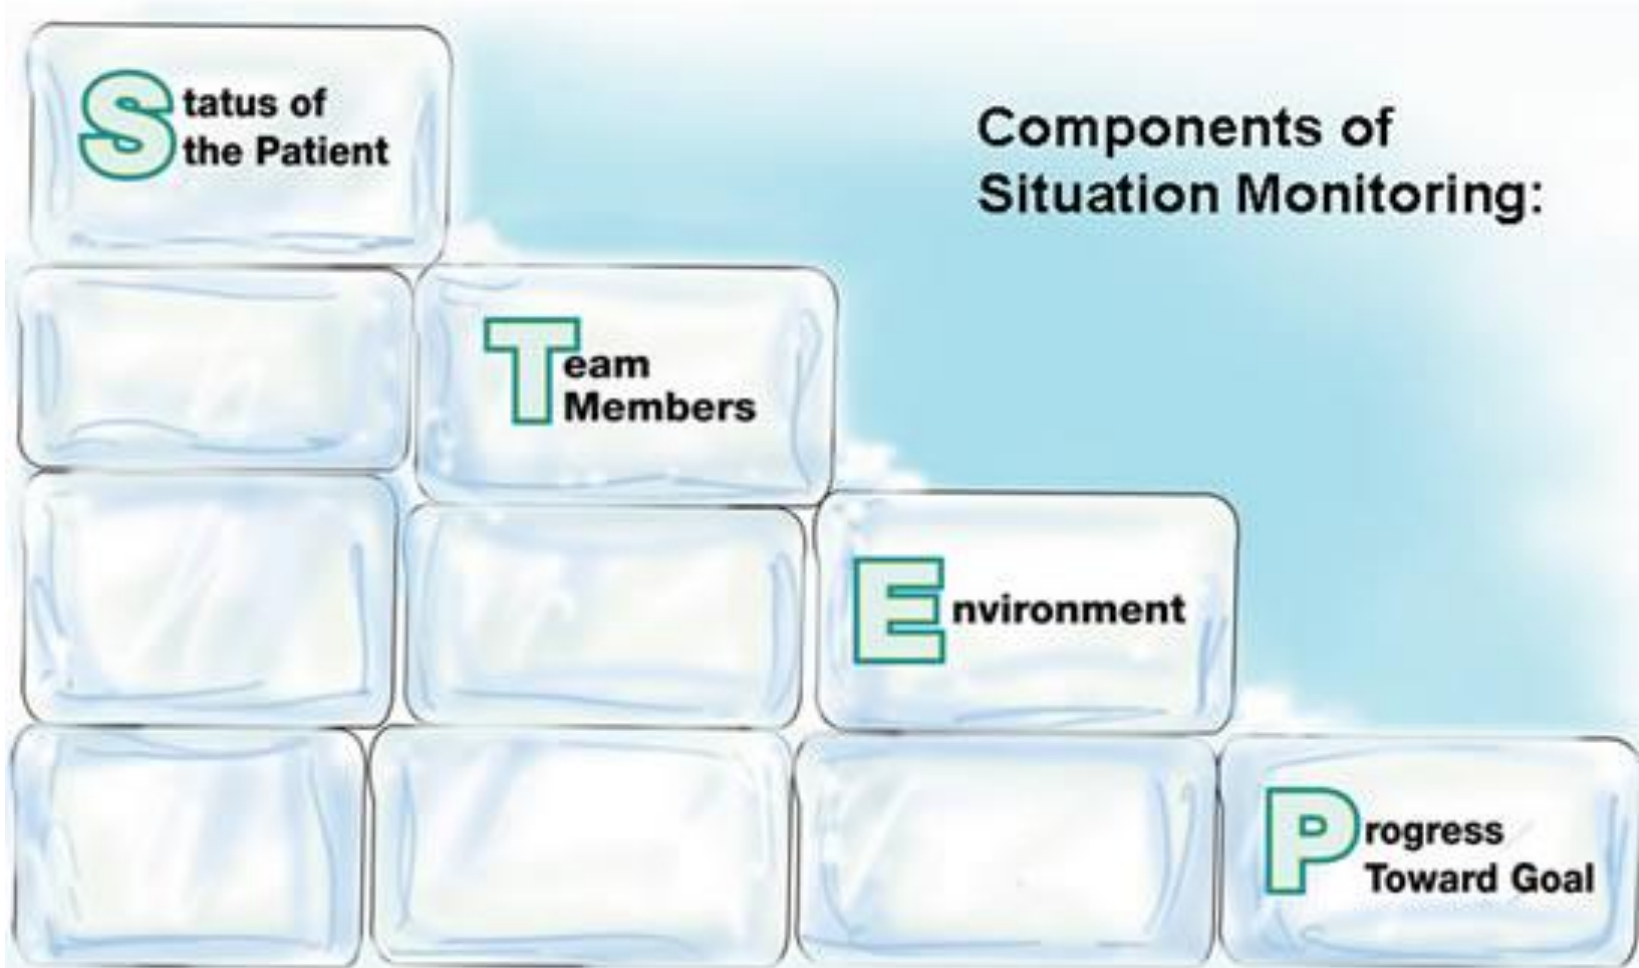 Components of
Situation Monitoring:
Status of
the Patient
Team
Members
Environment
Progress
Toward Goal